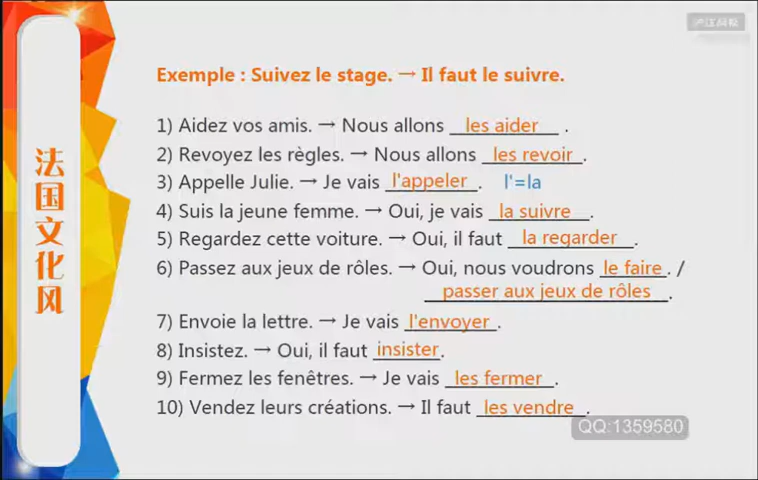 Exemple : Suivez le stage. → Il faut le suivre.
1) Aidez vos amis. → Nous allons les aider .
2) Revoyez les règles. → Nous allons les revoir.
3) Appelle Julie. → Je vais l'appeler. l'=la
4) Suis la jeune femme. → Oui, je vais la suivre.
5) Regardez cette voiture. → Oui, il faut la regarder.
6) Passez aux jeux de rôles. → Oui, nous voudrons le faire. /
passer aux jeux de rôles.
7) Envoie la lettre. → Je vais l'envoyer.
8) Insistez. → Oui, il faut insister.
9) Fermez les fenêtres. → Je vais les fermer.
10) Vendez leurs créations. → Il faut les vendre.
QQ:1359580
法国文化风